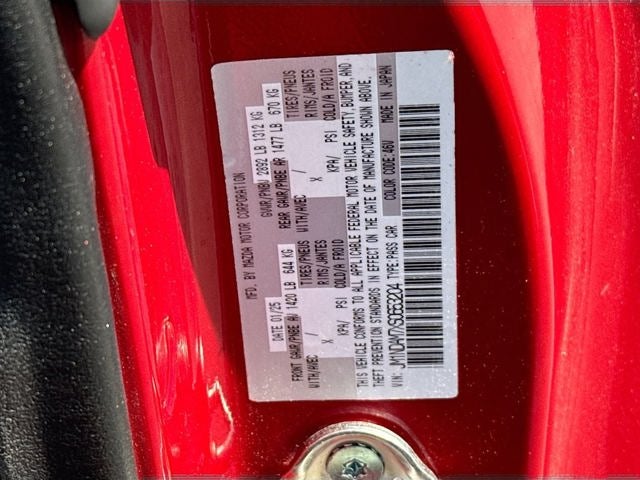 MFD. BY MAZDA MOTOR CORPORATION
DATE 01/25 GVWR/PNBV 2892 LB 1312 KG
FRONT GAWR/PNBE AV 1420 LB 644 KG REAR GAWR/PNBE AR 1477 LB 670 KG
WITH/AVEC / TIRES/PNEUS WITH/AVEC / TIRES/PNEUS
X RIMS/JANTES X RIMS/JANTES
KPA/ PSI COLD/A FROID KPA/ PSI COLD/A FROID
THIS VEHICLE CONFORMS TO ALL APPLICABLE FEDERAL MOTOR VEHICLE SAFETY, BUMPER, AND
THEFT PREVENTION STANDARDS IN EFFECT ON THE DATE OF MANUFACTURE SHOWN ABOVE.
VIN: TYPE:PASS CAR COLOR CODE:46V MADE IN JAPAN